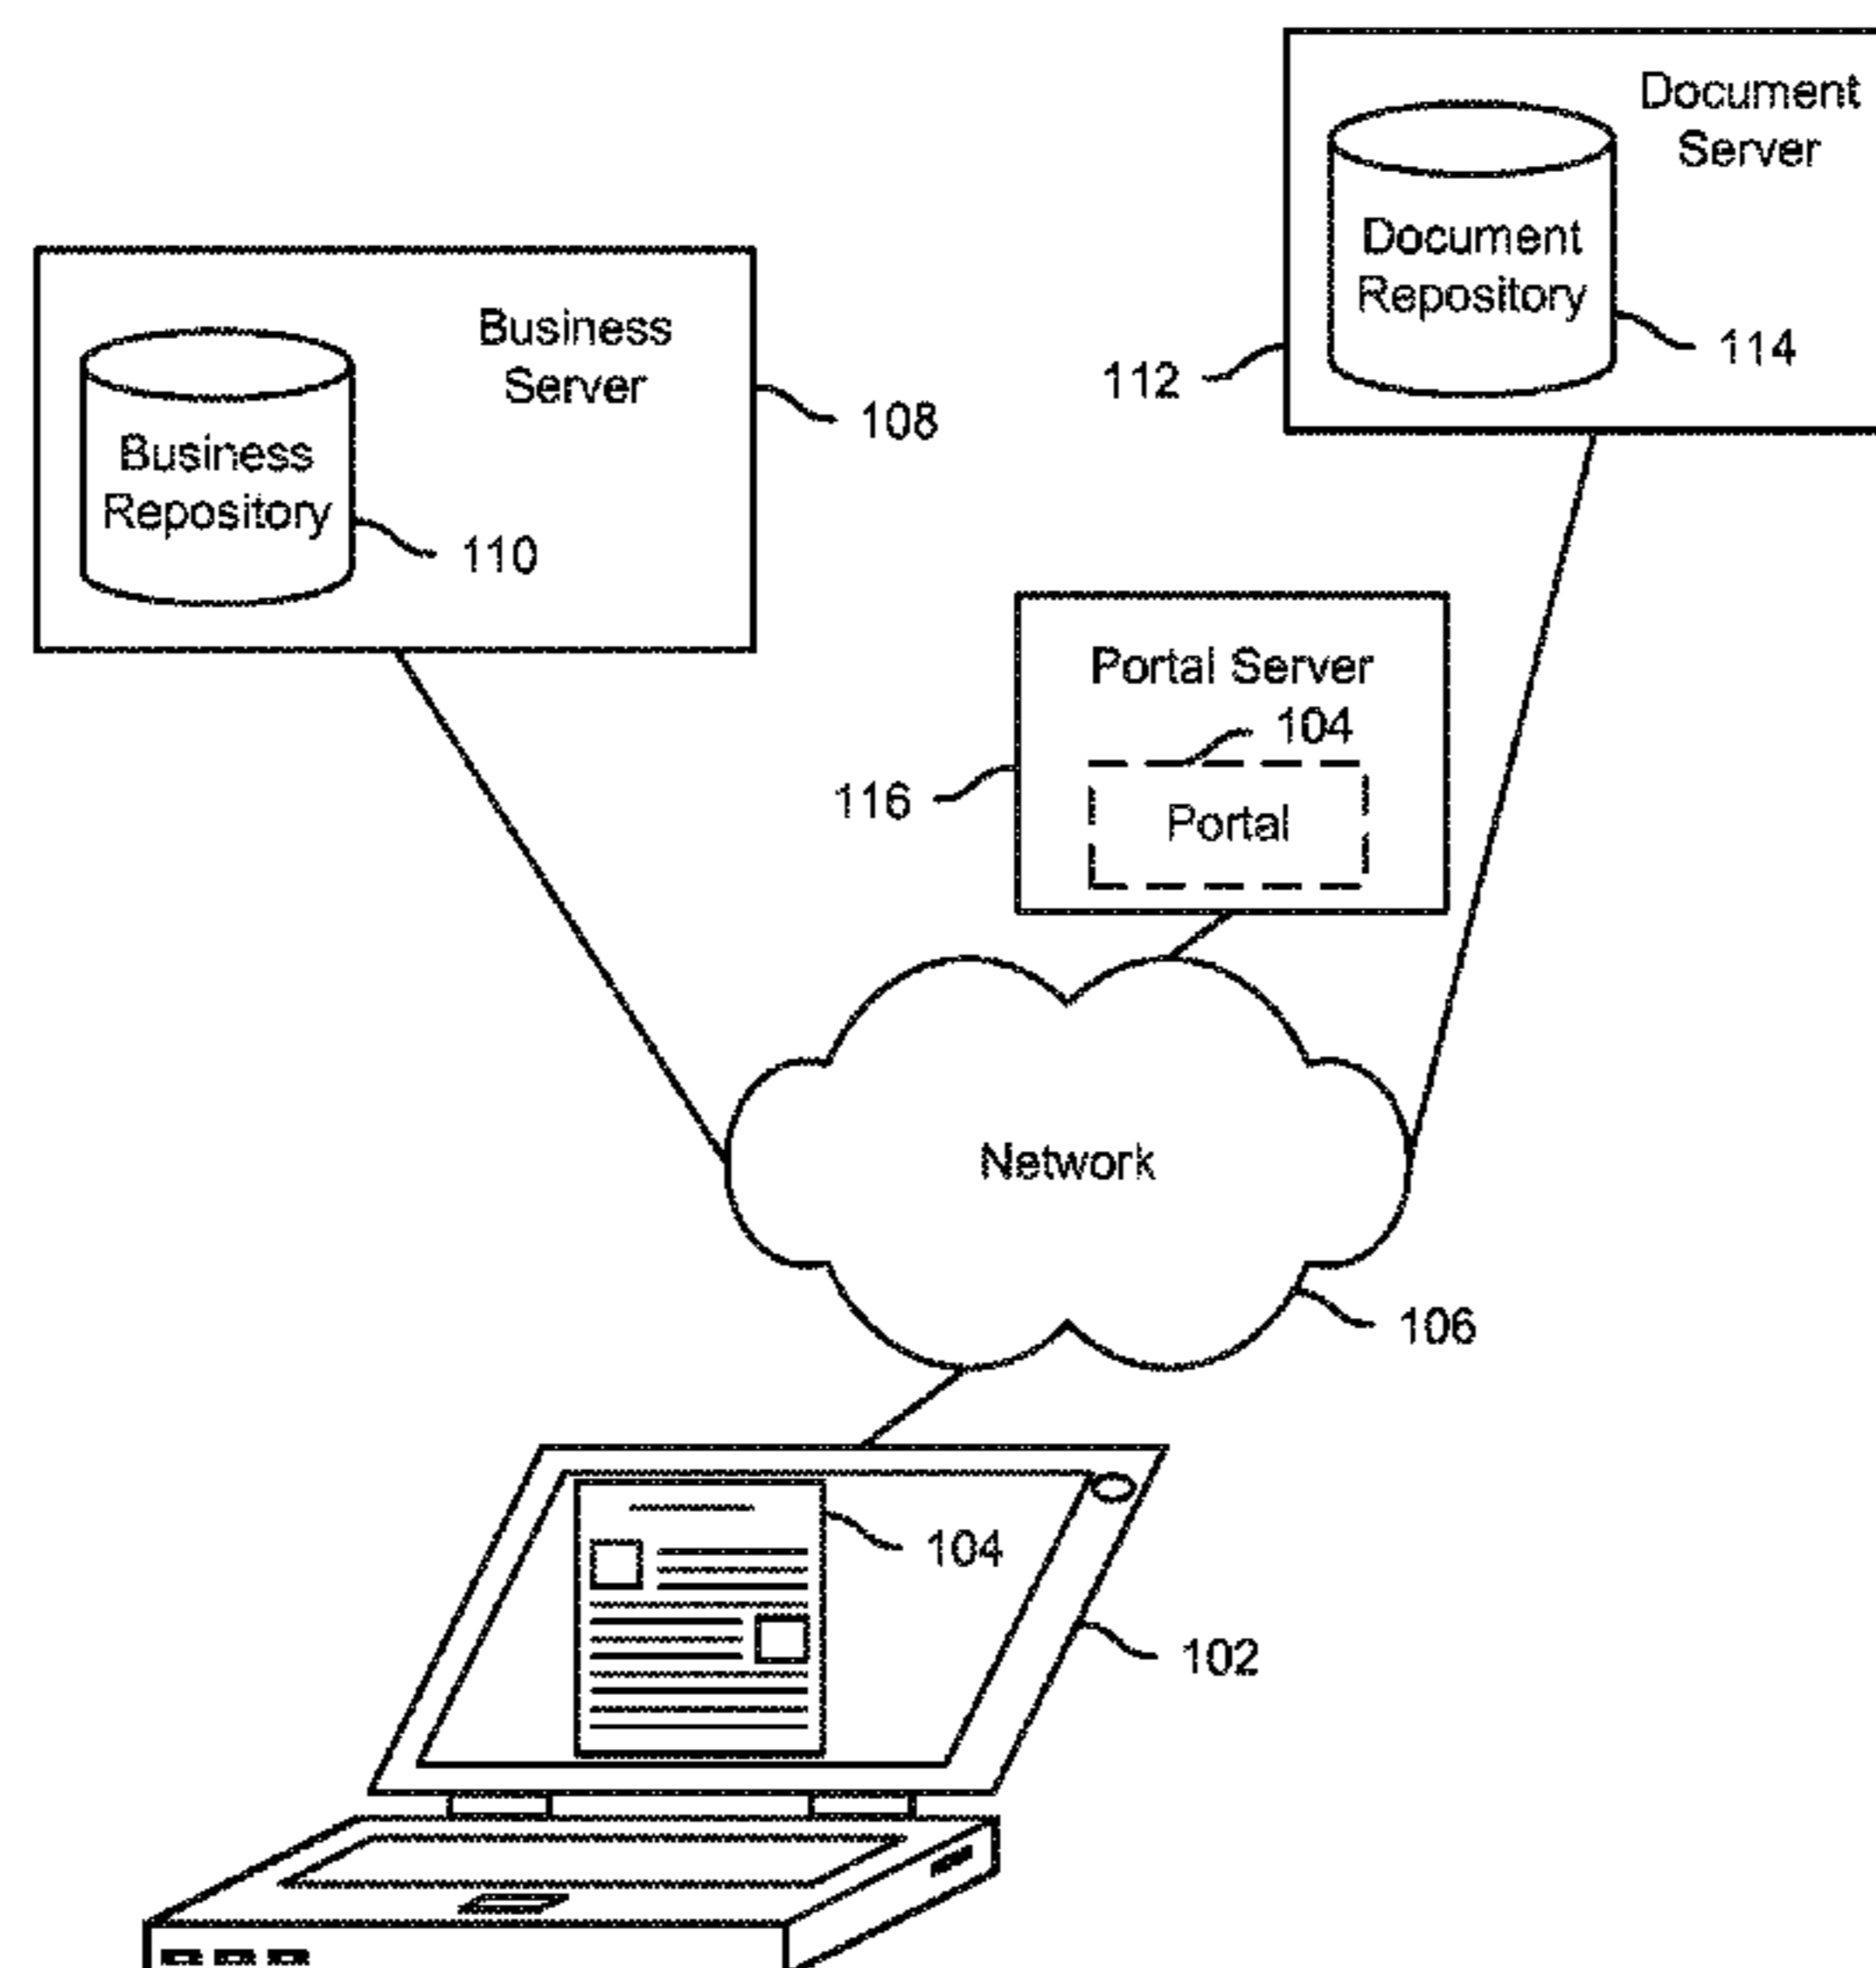 Document
Server
Document
Repository
114
112
Business
Server
108
Business
Repository
110
Portal Server
104
116
Portal
Network
106
104
102